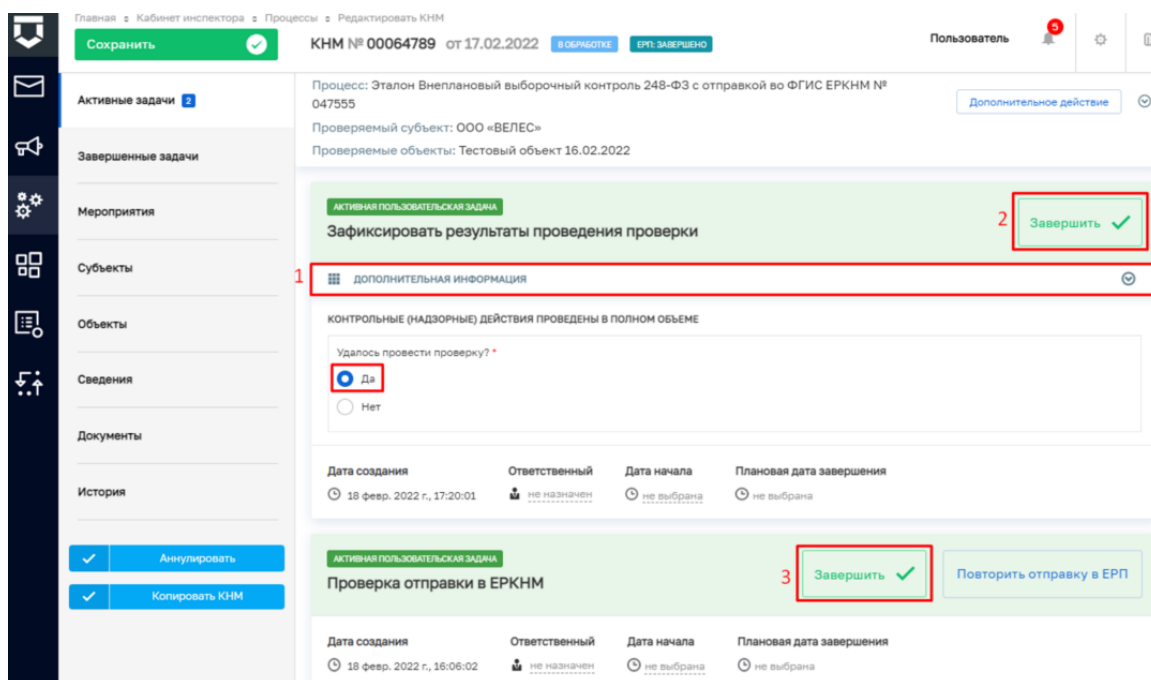 Главная Кабинет инспектора Процессы Редактировать КНМ
Сохранить
КНМ № 00064789 от 17.02.2022 В ОБРАБОТКЕ ЕРП: ЗАВЕРШЕНО
Пользователь 5
Активные задачи 2
Завершенные задачи
Мероприятия
Субъекты
Объекты
Сведения
Документы
История
Аннулировать
Копировать КНМ
Процесс: Эталон Внеплановый выборочный контроль 248-ФЗ с отправкой во ФГИС ЕРКНМ №
047555
Дополнительное действие
Проверяемый субъект: ООО «ВЕЛЕС»
Проверяемые объекты: Тестовый объект 16.02.2022
АКТИВНАЯ ПОЛЬЗОВАТЕЛЬСКАЯ ЗАДАЧА
Зафиксировать результаты проведения проверки
2 Завершить
1 ДОПОЛНИТЕЛЬНАЯ ИНФОРМАЦИЯ
КОНТРОЛЬНЫЕ (НАДЗОРНЫЕ) ДЕЙСТВИЯ ПРОВЕДЕНЫ В ПОЛНОМ ОБЪЕМЕ
Удалось провести проверку? *
Да
Нет
Дата создания Ответственный Дата начала Плановая дата завершения
18 февр. 2022 г., 17:20:01 не назначен не выбрана не выбрана
АКТИВНАЯ ПОЛЬЗОВАТЕЛЬСКАЯ ЗАДАЧА
Проверка отправки в ЕРКНМ
3 Завершить
Повторить отправку в ЕРП
Дата создания Ответственный Дата начала Плановая дата завершения
18 февр. 2022 г., 16:06:02 не назначен не выбрана не выбрана